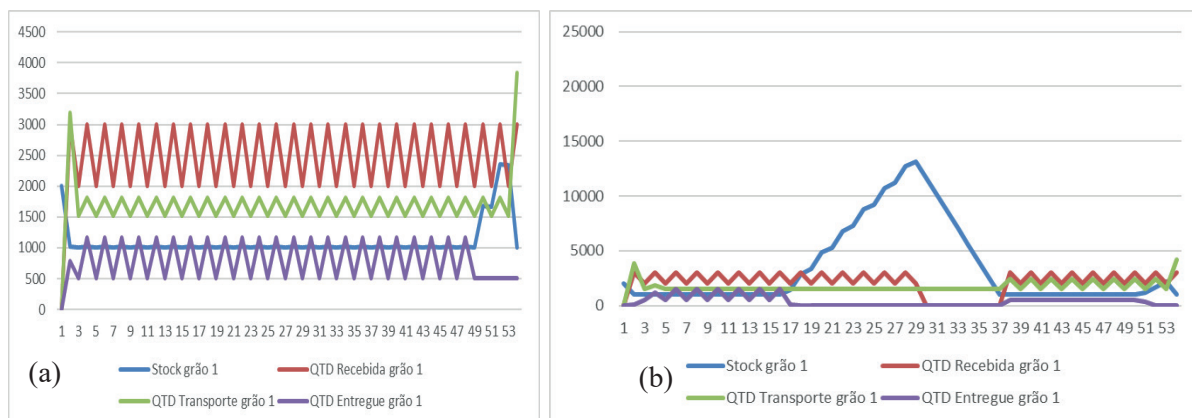 4500
4000
3500
3000
2500
2000
1500
1000
500
0
1 3 5 7 9 11 13 15 17 19 21 23 25 27 29 31 33 35 37 39 41 43 45 47 49 51 53
(a)
Stock grão 1 QTD Recebida grão 1
QTD Transporte grão 1 QTD Entregue grão 1
25000
20000
15000
10000
5000
0
1 3 5 7 9 11 13 15 17 19 21 23 25 27 29 31 33 35 37 39 41 43 45 47 49 51 53
(b)
Stock grão 1 QTD Recebida grão 1
QTD Transporte grão 1 QTD Entregue grão 1